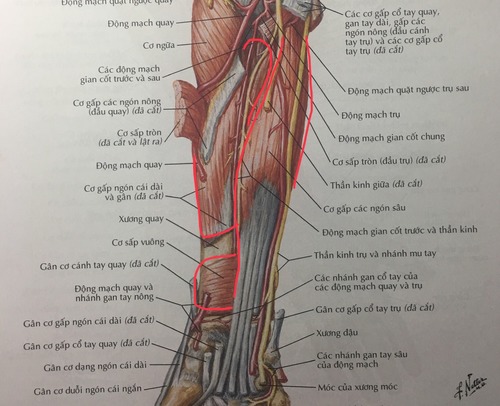 Động mạch quặt ngược quay
Động mạch quay
Cơ ngửa
Các động mạch
gian cốt trước và sau
Cơ gấp các ngón nông
(đầu quay) (đã cắt)
Cơ sấp tròn
(đã cắt và lật ra)
Động mạch quay
Cơ gấp ngón cái dài
và gân (đã cắt)
Xương quay
Cơ sấp vuông
Gân cơ cánh tay quay (đã cắt)
Động mạch quay và
nhánh gan tay nông
Gân cơ gấp ngón cái dài (đã cắt)
Gân cơ gấp cổ tay quay (đã cắt)
Gân cơ dạng ngón cái dài
Gân cơ duỗi ngón cái ngắn
Các cơ gấp cổ tay quay,
gan tay dài, gấp các
ngón nông (đầu cánh
tay trụ) và các cơ gấp cổ
tay trụ (đã cắt)
Động mạch quặt ngược trụ sau
Động mạch trụ
Động mạch gian cốt chung
Cơ sấp tròn (đầu trụ) (đã cắt)
Thần kinh giữa (đã cắt)
Cơ gấp các ngón sâu
Động mạch gian cốt trước và thần kinh
Thần kinh trụ và nhánh mu tay
Các nhánh gan cổ tay của
các động mạch quay và trụ
Gân cơ gấp cổ tay trụ (đã cắt)
Xương đậu
Các nhánh gan tay sâu
của động mạch
Móc của xương móc
F. Netter